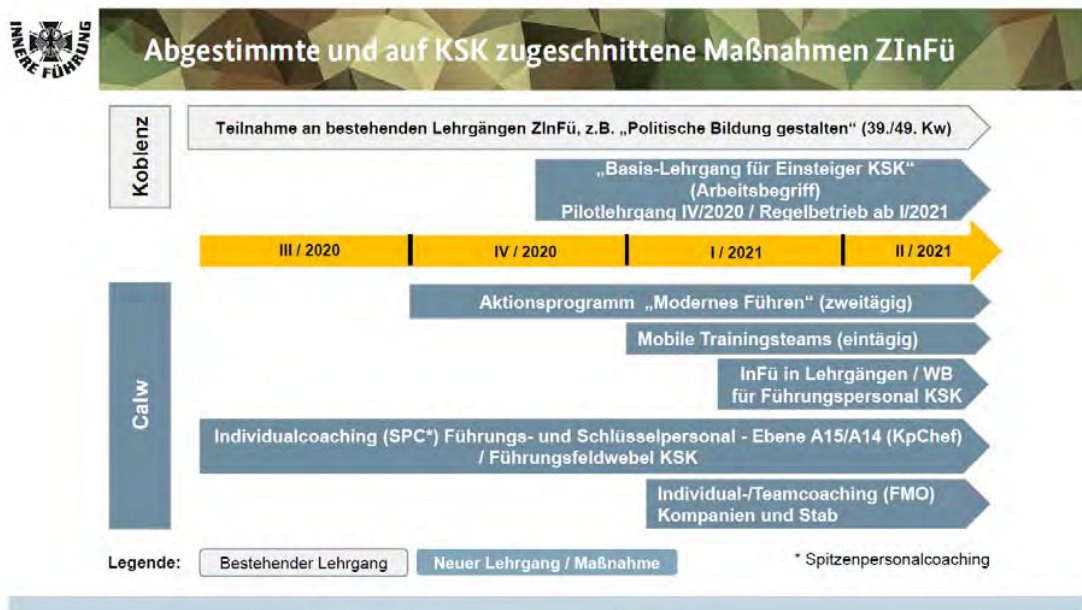 INNERE FÜHRUNG
Abgestimmte und auf KSK zugeschnittene Maßnahmen ZInFü
Koblenz
Teilnahme an bestehenden Lehrgängen ZInFü, z.B. „Politische Bildung gestalten“ (39./49. Kw)
„Basis-Lehrgang für Einsteiger KSK“
(Arbeitsbegriff)
Pilotlehrgang IV/2020 / Regelbetrieb ab I/2021
III / 2020
IV / 2020
I / 2021
II / 2021
Calw
Aktionsprogramm „Modernes Führen“ (zweitägig)
Mobile Trainingsteams (eintägig)
InFü in Lehrgängen / WB
für Führungspersonal KSK
Individualcoaching (SPC*) Führungs- und Schlüsselpersonal - Ebene A15/A14 (KpChef)
/ Führungsfeldwebel KSK
Individual-/Teamcoaching (FMO)
Kompanien und Stab
Legende:
Bestehender Lehrgang
Neuer Lehrgang / Maßnahme
* Spitzenpersonalcoaching